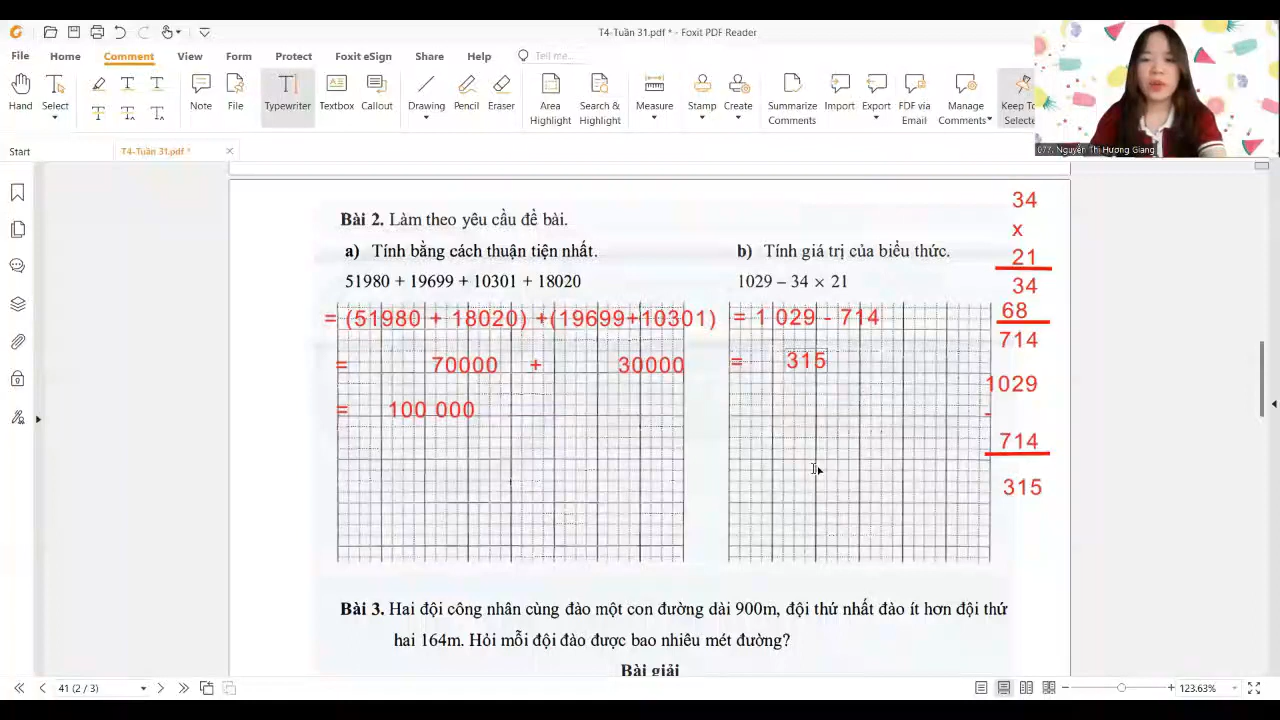 T4-Tuần 31.pdf * - Foxit PDF Reader
File Home Comment View Form Protect Foxit eSign Share Help Tell me...
Hand Select Note File Typewriter Textbox Callout Drawing Pencil Eraser Area Highlight Search & Highlight Measure Stamp Create Summarize Comments Import Export FDF via Email Manage Comments Keep To Selecte
077. Nguyễn Thị Hương Giang
Start T4-Tuần 31.pdf *
Bài 2. Làm theo yêu cầu đề bài.
a) Tính bằng cách thuận tiện nhất.
51980 + 19699 + 10301 + 18020
= (51980 + 18020) +(19699+10301)
= 70000 + 30000
= 100 000
b) Tính giá trị của biểu thức.
1029 – 34 × 21
= 1 029 - 714
= 315
34
x
21
34
68
714
1029
-
714
315
Bài 3. Hai đội công nhân cùng đào một con đường dài 900m, đội thứ nhất đào ít hơn đội thứ
hai 164m. Hỏi mỗi đội đào được bao nhiêu mét đường?
Bài giải
41 (2 / 3) 123.63%